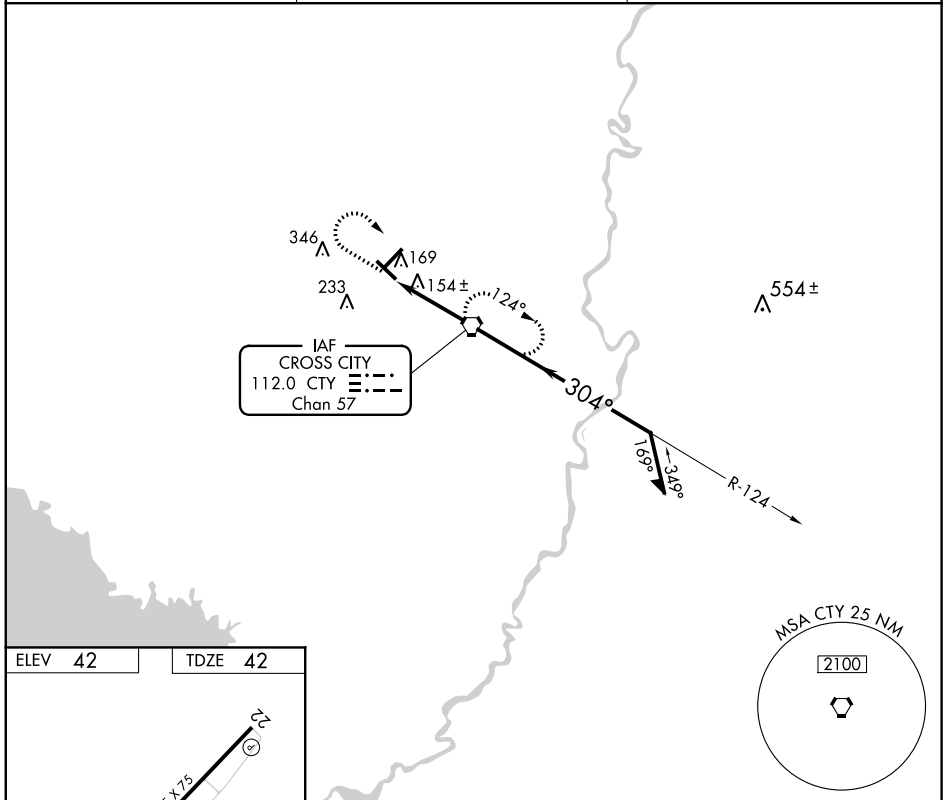 346
169
154±
233
124°
554±
IAF
CROSS CITY
112.0 CTY
Chan 57
304°
169°
349°
R-124
MSA CTY 25 NM
2100
ELEV 42
TDZE 42
22
X 75